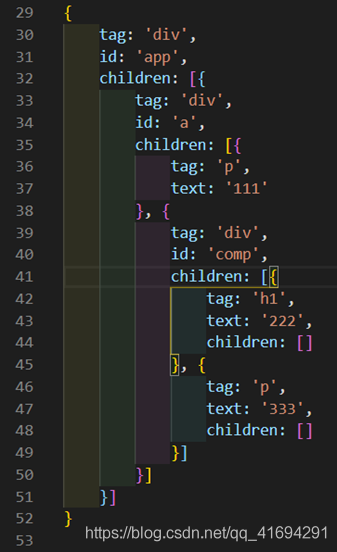 29 {
30     tag: 'div',
31     id: 'app',
32     children: [{
33         tag: 'div',
34         id: 'a',
35         children: [{
36             tag: 'p',
37             text: '111'
38         }, {
39             tag: 'div',
40             id: 'comp',
41             children: [{
42                 tag: 'h1',
43                 text: '222',
44                 children: []
45             }, {
46                 tag: 'p',
47                 text: '333',
48                 children: []
49             }]
50         }]
51     }]
52 }
53
https://blog.csdn.net/qq_41694291